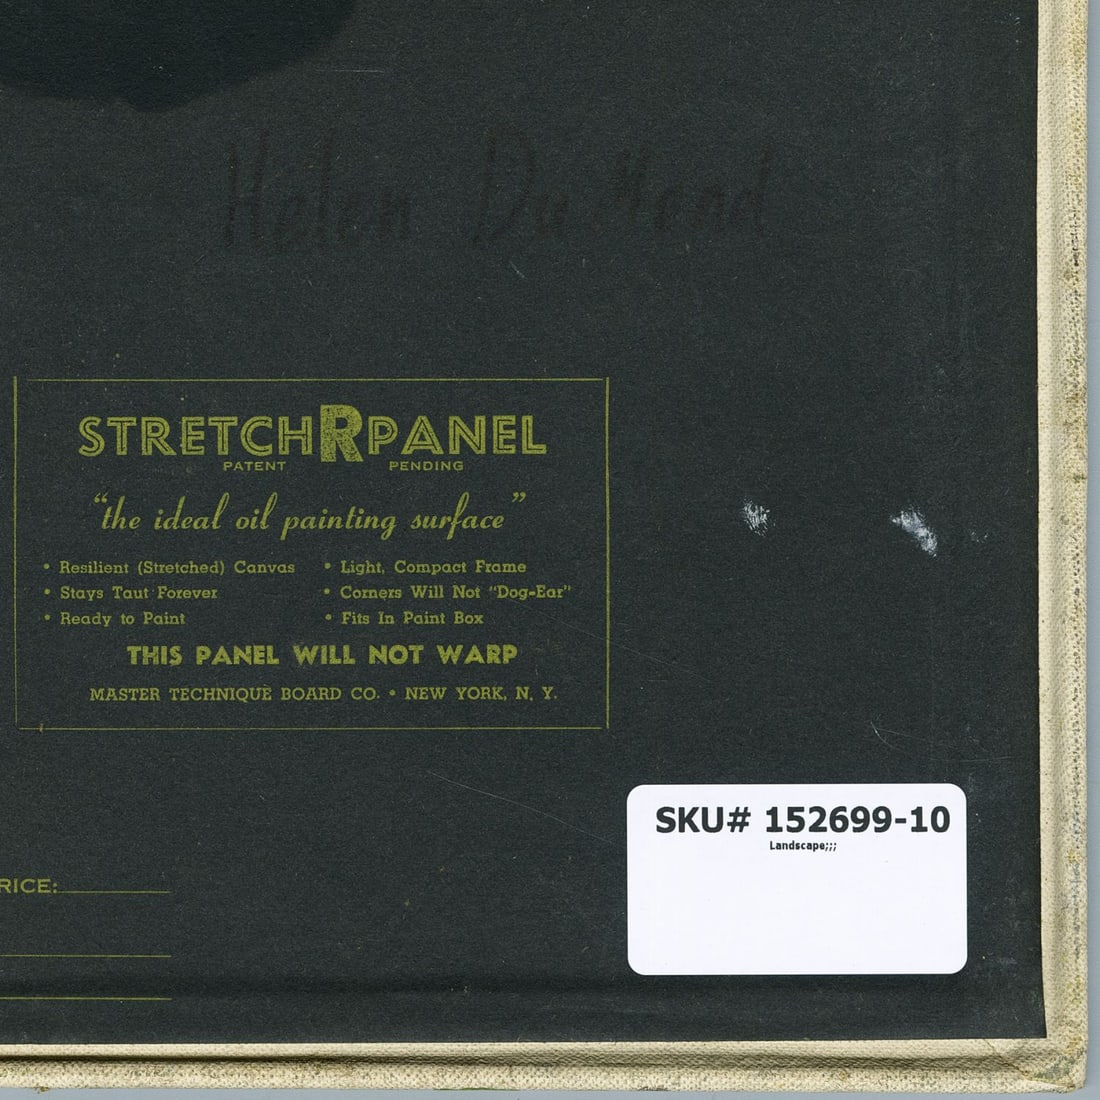 Helen
STRETCHRPANEL
PATENT PENDING
"the ideal oil painting surface"
• Resilient (Stretched) Canvas • Light, Compact Frame
• Stays Taut Forever • Corners Will Not "Dog-Ear"
• Ready to Paint • Fits In Paint Box
THIS PANEL WILL NOT WARP
MASTER TECHNIQUE BOARD CO. • NEW YORK, N. Y.
SKU# 152699-10
Landscape;;;
RICE: